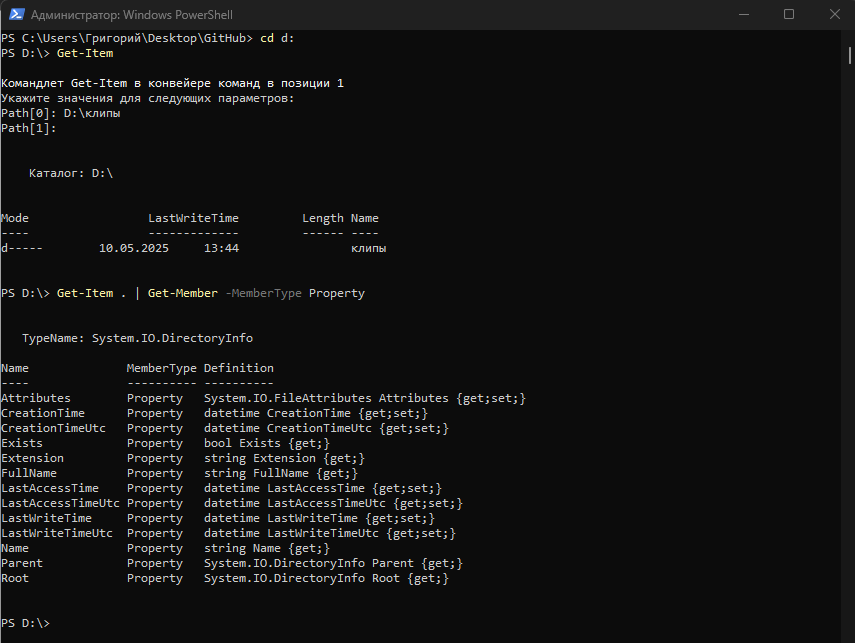 Администратор: Windows PowerShell
PS C:\Users\Григорий\Desktop\GitHub> cd d:
PS D:\> Get-Item
Командлет Get-Item в конвейере команд в позиции 1
Укажите значения для следующих параметров:
Path[0]: D:\клипы
Path[1]:
Каталог: D:\
Mode                 LastWriteTime         Length Name
----                 -------------         ------ ----
d-----        10.05.2025     13:44                клипы
PS D:\> Get-Item . | Get-Member -MemberType Property
TypeName: System.IO.DirectoryInfo
Name              MemberType Definition
----              ---------- ----------
Attributes        Property   System.IO.FileAttributes Attributes {get;set;}
CreationTime      Property   datetime CreationTime {get;set;}
CreationTimeUtc   Property   datetime CreationTimeUtc {get;set;}
Exists            Property   bool Exists {get;}
Extension         Property   string Extension {get;}
FullName          Property   string FullName {get;}
LastAccessTime    Property   datetime LastAccessTime {get;set;}
LastAccessTimeUtc Property   datetime LastAccessTimeUtc {get;set;}
LastWriteTime     Property   datetime LastWriteTime {get;set;}
LastWriteTimeUtc  Property   datetime LastWriteTimeUtc {get;set;}
Name              Property   string Name {get;}
Parent            Property   System.IO.DirectoryInfo Parent {get;}
Root              Property   System.IO.DirectoryInfo Root {get;}
PS D:\>